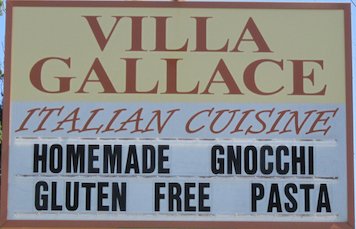 VILLA
GALLACE
ITALIAN CUISINE
HOMEMADE GNOCCHI
GLUTEN FREE PASTA